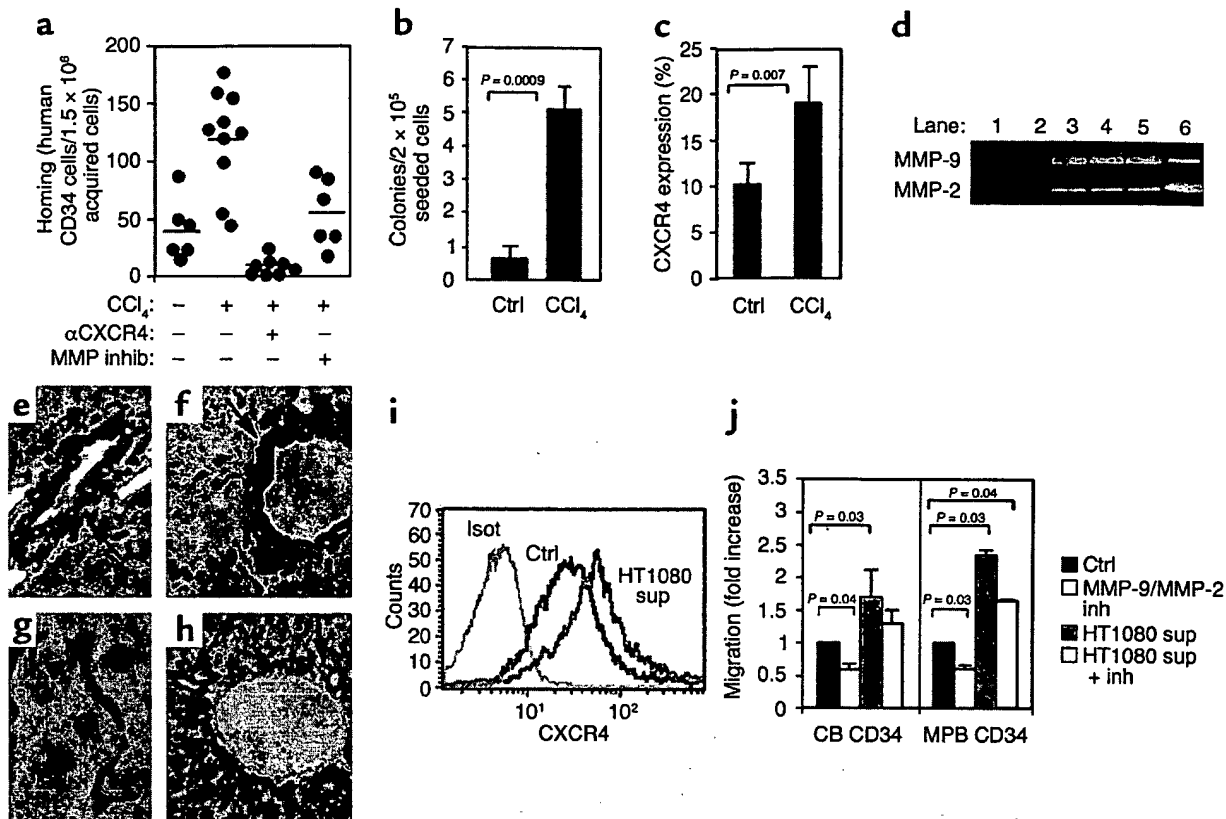 a
Homing (human
CD34 cells/1.5 × 10⁶
acquired cells)
200
150
100
50
0
CCl₄: – + + +
αCXCR4: – – + –
MMP inhib: – – – +
b
Colonies/2 × 10⁵
seeded cells
7
6
5
4
3
2
1
0
P = 0.0009
Ctrl CCl₄
c
CXCR4 expression (%)
25
20
15
10
5
0
P = 0.007
Ctrl CCl₄
d
Lane: 1 2 3 4 5 6
MMP-9
MMP-2
e
f
g
h
i
Counts
70
60
50
40
30
20
10
0
Isot
Ctrl
HT1080
sup
10¹ 10²
CXCR4
j
Migration (fold increase)
3.5
3
2.5
2
1.5
1
0.5
0
P = 0.03
P = 0.04
P = 0.04
P = 0.03
P = 0.03
CB CD34 MPB CD34
Ctrl
MMP-9/MMP-2
inh
HT1080 sup
HT1080 sup
+ inh